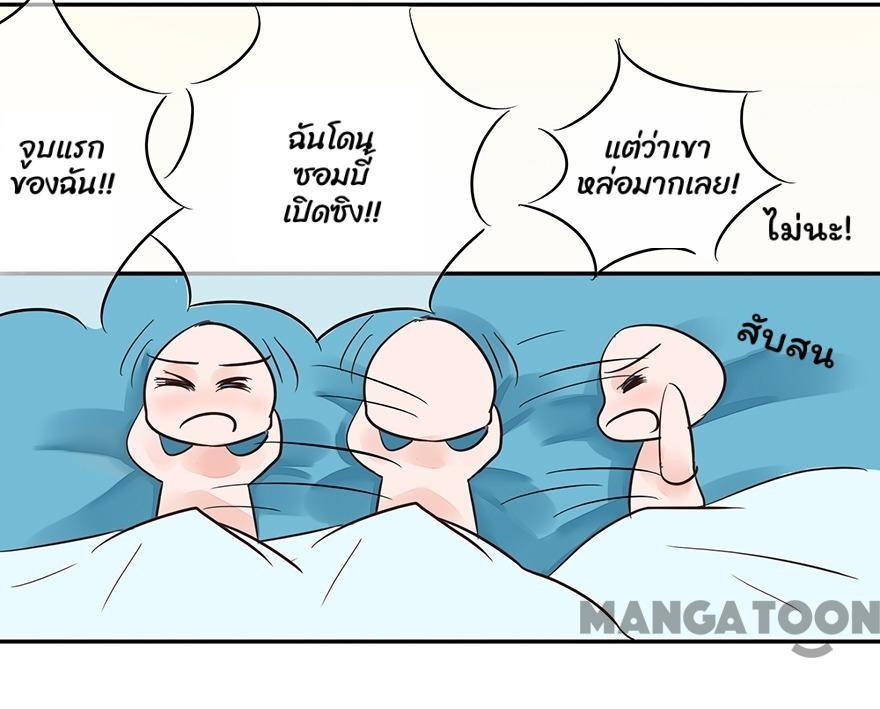 จูบแรก
ของฉัน!!
ฉันโดน
ซอมบี้
เปิดซิง!!
แต่ว่าเขา
หล่อมากเลย!
ไม่นะ!
สับสน
MANGATOON